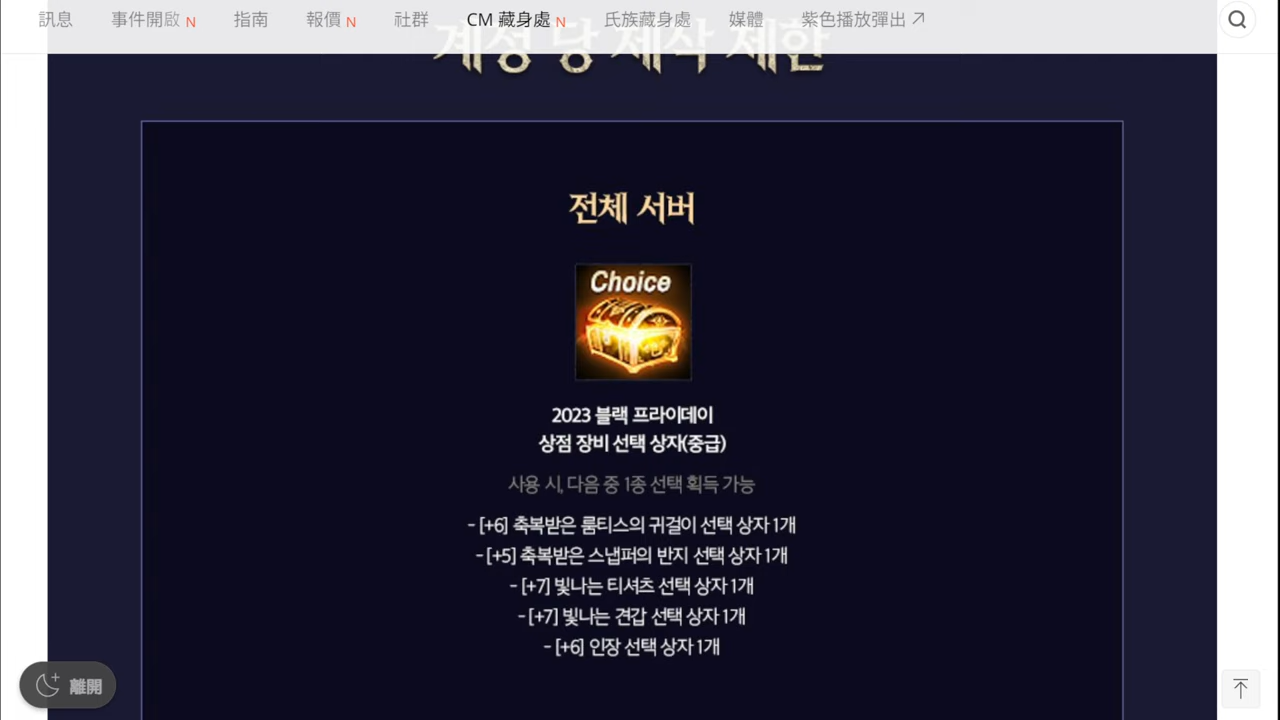 訊息 事件開啟 N 指南 報價 N 社群 CM 藏身處 N 氏族藏身處 媒體 紫色播放彈出
계정 당 제작 제한
전체 서버
Choice
2023 블랙 프라이데이
상점 장비 선택 상자(중급)
사용 시, 다음 중 1종 선택 획득 가능
- [+6] 축복받은 룸티스의 귀걸이 선택 상자 1개
- [+5] 축복받은 스냅퍼의 반지 선택 상자 1개
- [+7] 빛나는 티셔츠 선택 상자 1개
- [+7] 빛나는 견갑 선택 상자 1개
- [+6] 인장 선택 상자 1개
離開